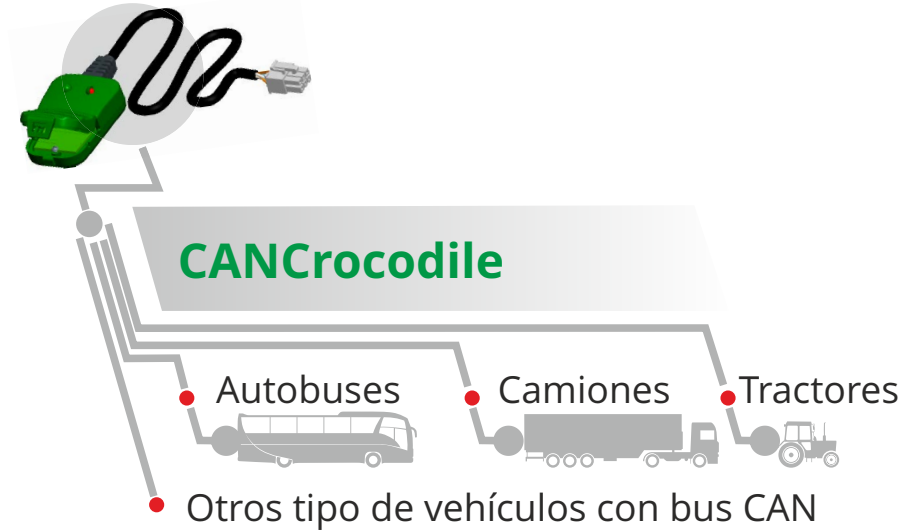 CANCrocodile
Autobuses
Camiones
Tractores
Otros tipo de vehículos con bus CAN